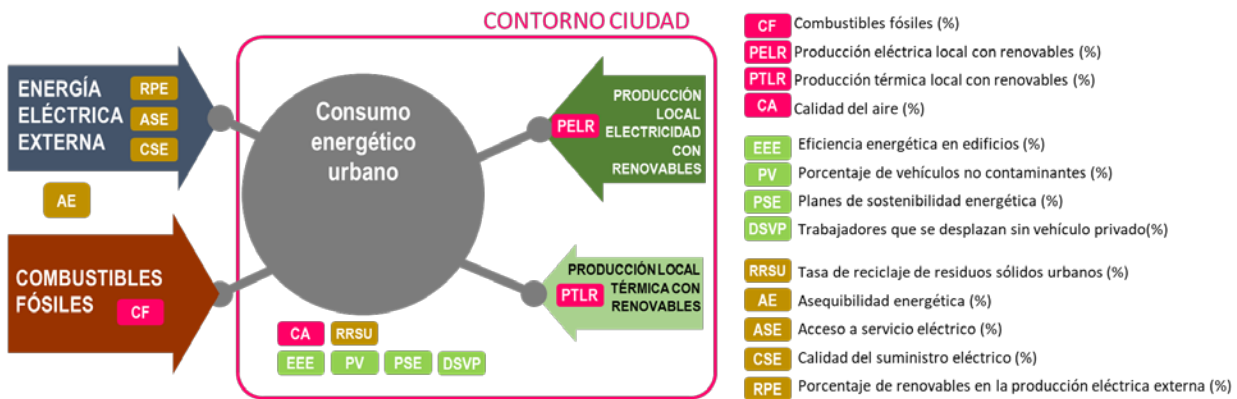 CONTORNO CIUDAD
ENERGÍA
ELÉCTRICA
EXTERNA
RPE
ASE
CSE
AE
COMBUSTIBLES
FÓSILES
CF
Consumo
energético
urbano
PELR
PRODUCCIÓN
LOCAL
ELECTRICIDAD
CON
RENOVABLES
PRODUCCIÓN LOCAL
TÉRMICA CON
RENOVABLES
PTLR
CA
RRSU
EEE
PV
PSE
DSVP
CF Combustibles fósiles (%)
PELR Producción eléctrica local con renovables (%)
PTLR Producción térmica local con renovables (%)
CA Calidad del aire (%)
EEE Eficiencia energética en edificios (%)
PV Porcentaje de vehículos no contaminantes (%)
PSE Planes de sostenibilidad energética (%)
DSVP Trabajadores que se desplazan sin vehículo privado(%)
RRSU Tasa de reciclaje de residuos sólidos urbanos (%)
AE Asequibilidad energética (%)
ASE Acceso a servicio eléctrico (%)
CSE Calidad del suministro eléctrico (%)
RPE Porcentaje de renovables en la producción eléctrica externa (%)